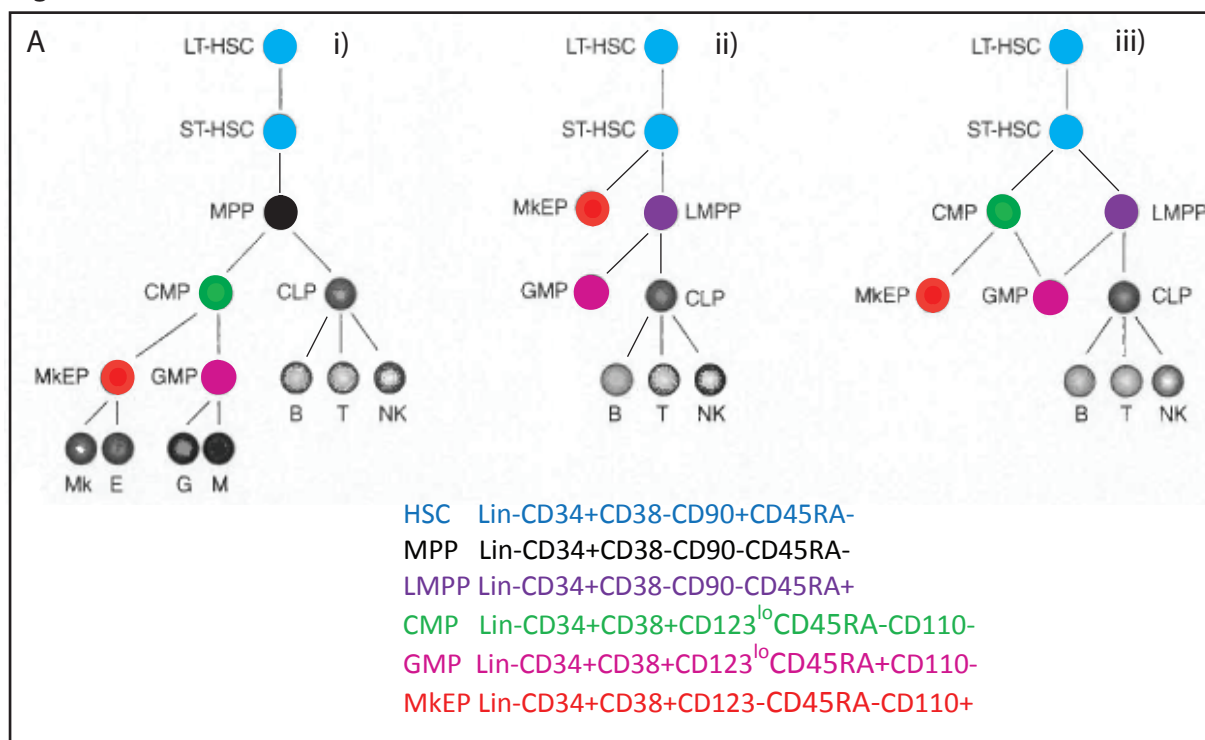 A
i)
LT-HSC
ST-HSC
MPP
CMP
CLP
MkEP
GMP
B T NK
Mk E G M
ii)
LT-HSC
ST-HSC
MkEP
LMPP
GMP
CLP
B T NK
iii)
LT-HSC
ST-HSC
CMP
LMPP
MkEP
GMP
CLP
B T NK
HSC Lin-CD34+CD38-CD90+CD45RA-
MPP Lin-CD34+CD38-CD90-CD45RA-
LMPP Lin-CD34+CD38-CD90-CD45RA+
CMP Lin-CD34+CD38+CD123loCD45RA-CD110-
GMP Lin-CD34+CD38+CD123loCD45RA+CD110-
MkEP Lin-CD34+CD38+CD123-CD45RA-CD110+